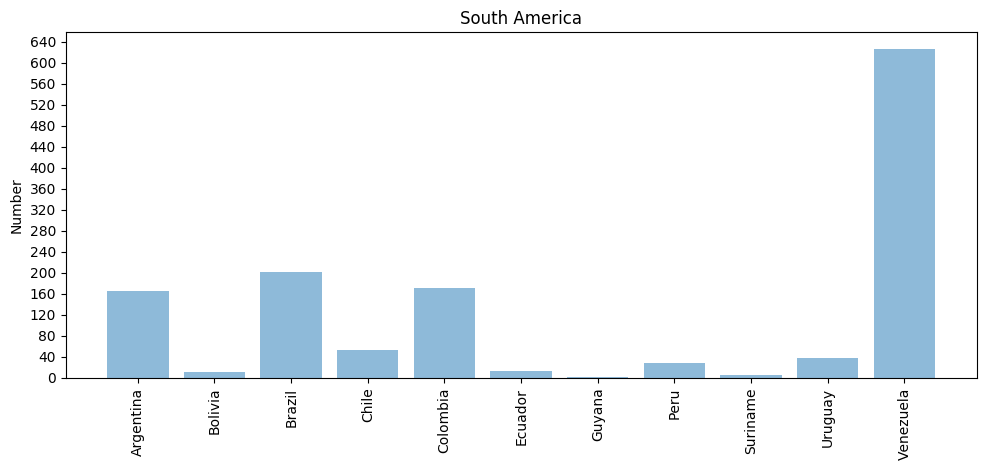 South America
Number
640
600
560
520
480
440
400
360
320
280
240
200
160
120
80
40
0
Argentina
Bolivia
Brazil
Chile
Colombia
Ecuador
Guyana
Peru
Suriname
Uruguay
Venezuela